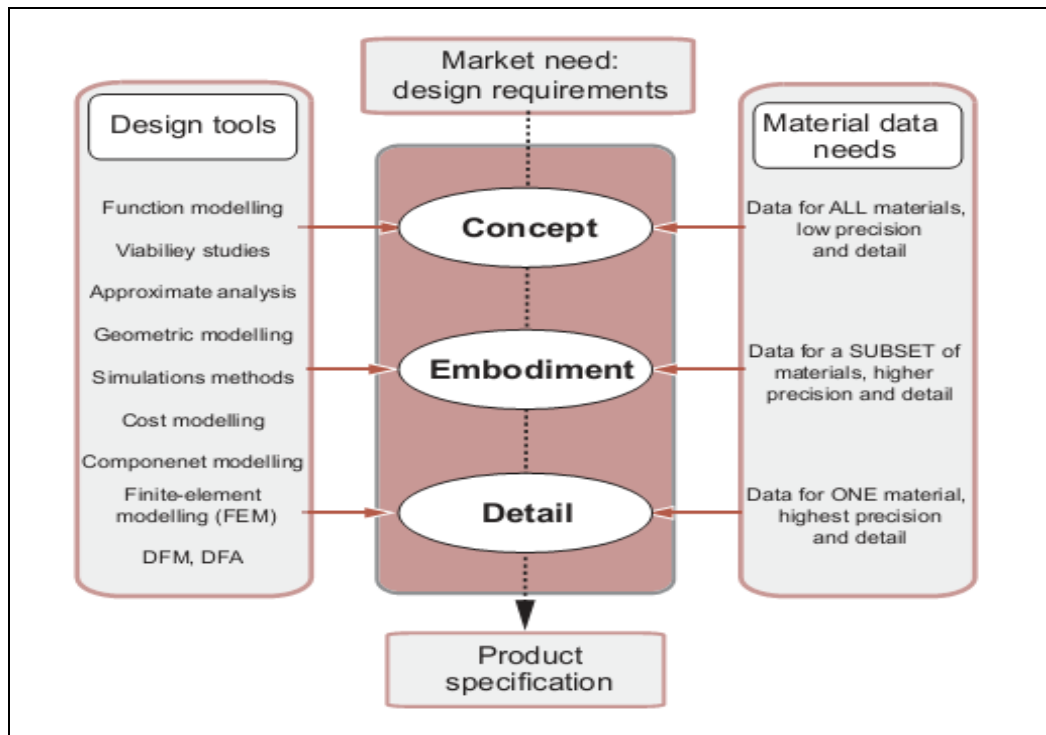 Market need:
design requirements
Design tools
Function modelling
Viabiliey studies
Approximate analysis
Geometric modelling
Simulations methods
Cost modelling
Componenet modelling
Finite-element
modelling (FEM)
DFM, DFA
Concept
Embodiment
Detail
Material data
needs
Data for ALL materials,
low precision
and detail
Data for a SUBSET of
materials, higher
precision and detail
Data for ONE material,
highest precision
and detail
Product
specification